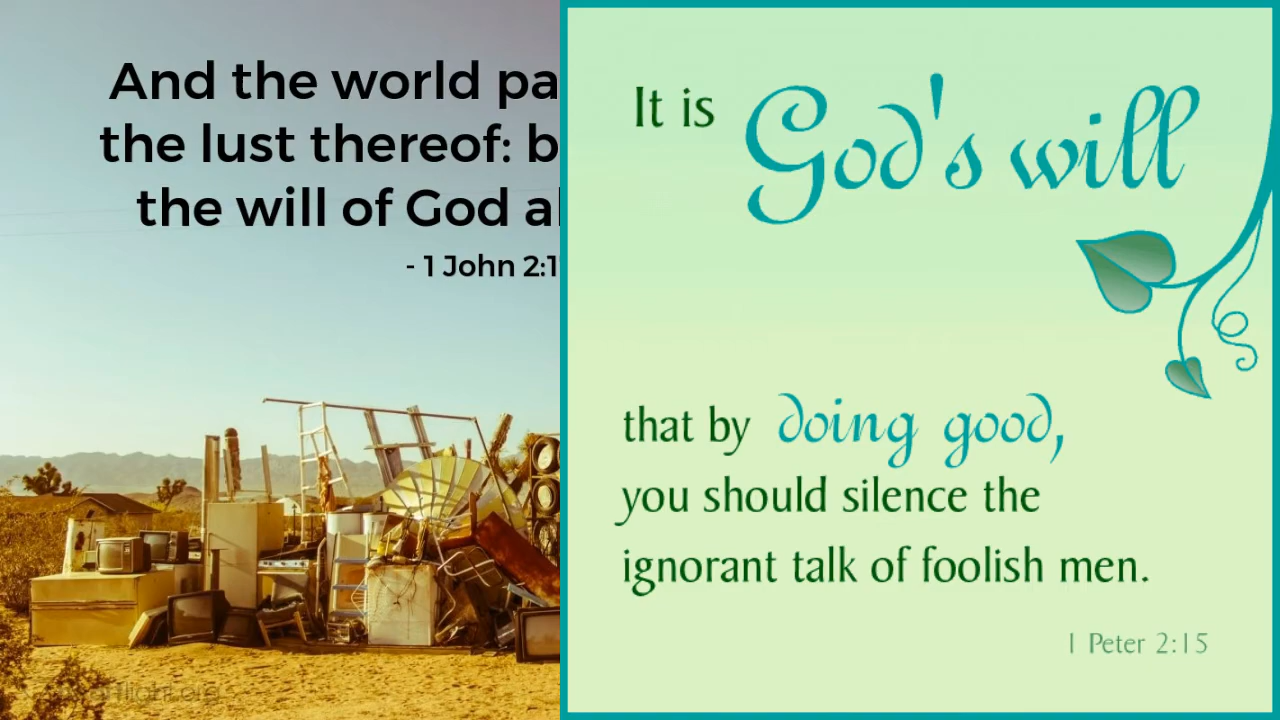 And the world pa
the lust thereof: b
the will of God a
- 1 John 2:1
It is God's will
that by doing good,
you should silence the
ignorant talk of foolish men.
1 Peter 2:15